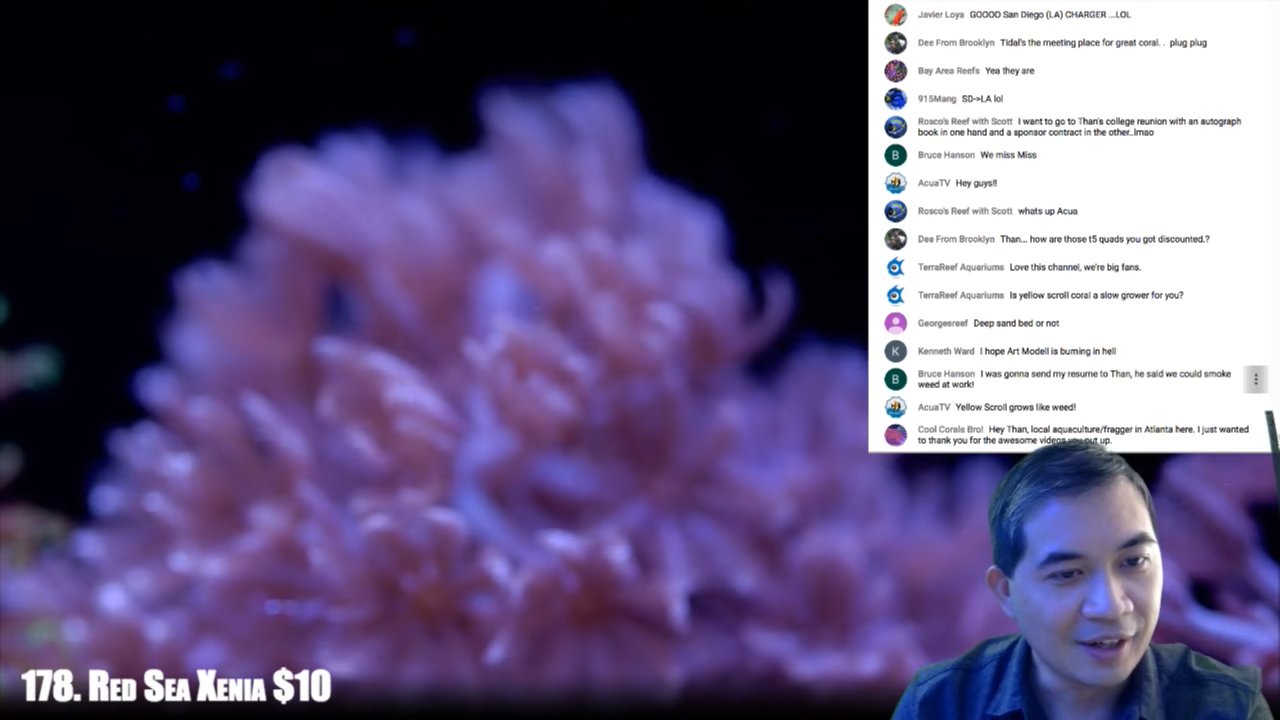 Javier Loya GOOOO San Diego (LA) CHARGER ...LOL
Dee From Brooklyn Tidal's the meeting place for great coral. . plug plug
Bay Area Reefs Yea they are
915Mang SD->LA lol
Rosco's Reef with Scott I want to go to Than's college reunion with an autograph
book in one hand and a sponsor contract in the other..lmao
B Bruce Hanson We miss Miss
AcuaTV Hey guys!!
Rosco's Reef with Scott whats up Acua
Dee From Brooklyn Than... how are those t5 quads you got discounted.?
TerraReef Aquariums Love this channel, we're big fans.
TerraReef Aquariums Is yellow scroll coral a slow grower for you?
Georgesreef Deep sand bed or not
K Kenneth Ward I hope Art Modell is burning in hell
B Bruce Hanson I was gonna send my resume to Than, he said we could smoke
weed at work!
AcuaTV Yellow Scroll grows like weed!
Cool Corals Bro! Hey Than, local aquaculture/fragger in Atlanta here. I just wanted
to thank you for the awesome videos you put up.
178. Red Sea Xenia $10